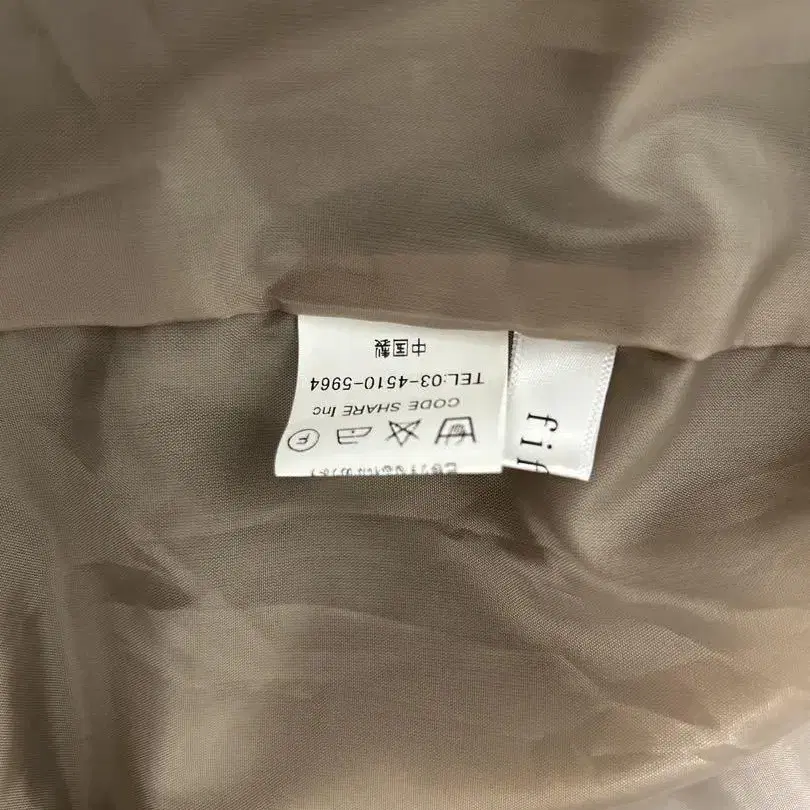 CODE SHARE Inc
TEL:03-4510-5964
中国製
fif